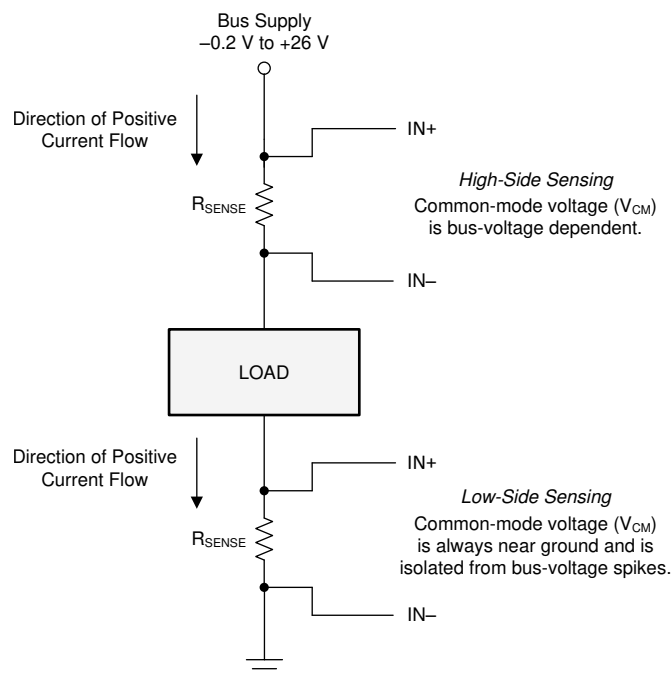 Bus Supply
–0.2 V to +26 V
Direction of Positive
Current Flow
IN+
RSENSE
High-Side Sensing
Common-mode voltage (VCM)
is bus-voltage dependent.
IN–
LOAD
Direction of Positive
Current Flow
IN+
RSENSE
Low-Side Sensing
Common-mode voltage (VCM)
is always near ground and is
isolated from bus-voltage spikes.
IN–